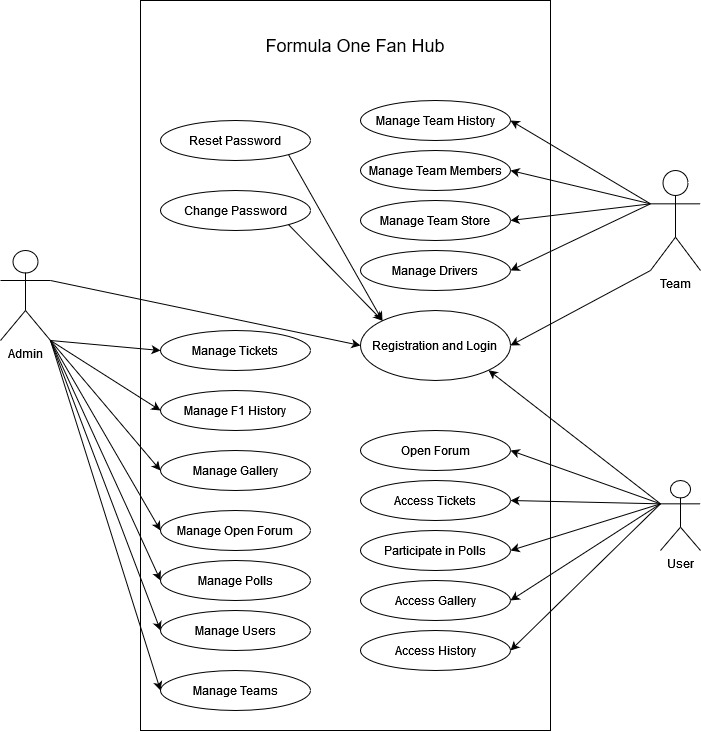 Formula One Fan Hub
Manage Team History
Reset Password
Manage Team Members
Change Password
Manage Team Store
Manage Drivers
Team
Admin
Registration and Login
Manage Tickets
Manage F1 History
Open Forum
Manage Gallery
Access Tickets
Manage Open Forum
Participate in Polls
User
Manage Polls
Access Gallery
Manage Users
Access History
Manage Teams